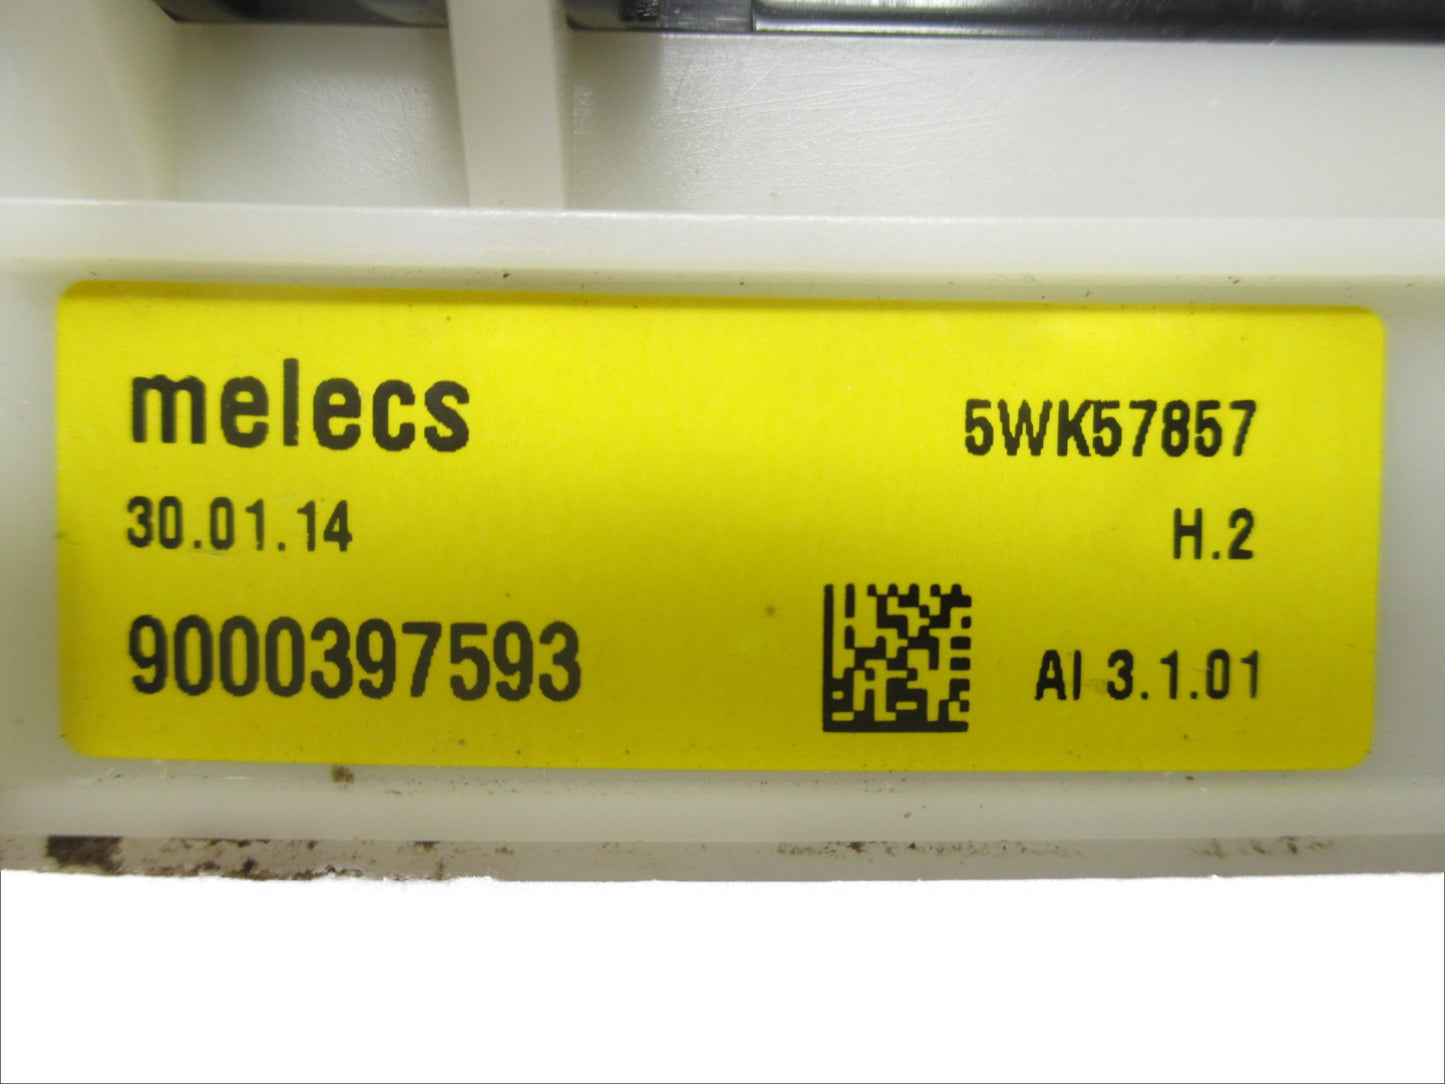 melecs
5WK57857
30.01.14
H.2
9000397593
AI 3.1.01